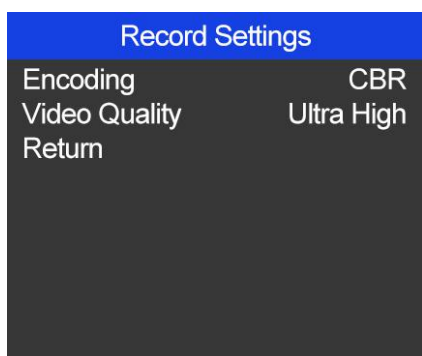 Record Settings
Encoding CBR
Video Quality Ultra High
Return